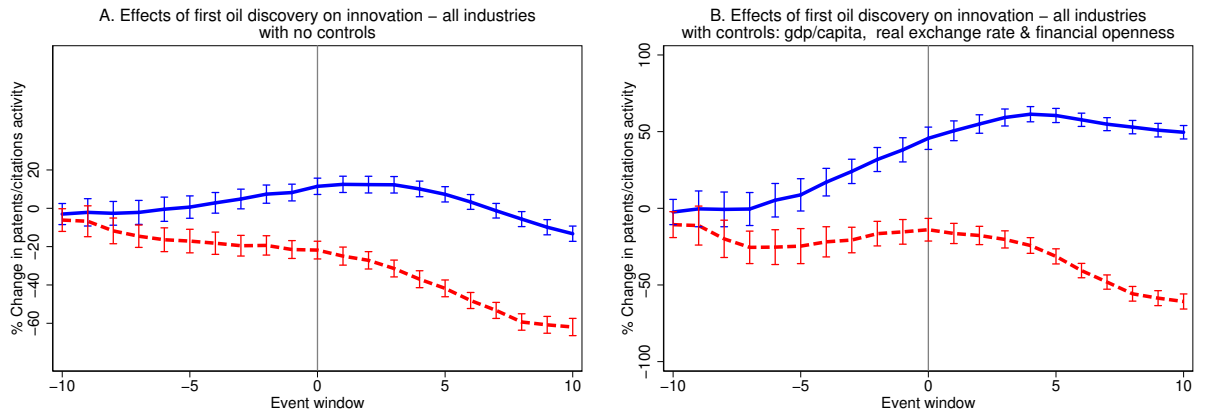 A. Effects of first oil discovery on innovation − all industries
with no controls
% Change in patents/citations activity
20
0
−20
−40
−60
−10
−5
0
5
10
Event window
B. Effects of first oil discovery on innovation − all industries
with controls: gdp/capita, real exchange rate & financial openness
% Change in patents/citations activity
100
50
0
−50
−100
−10
−5
0
5
10
Event window